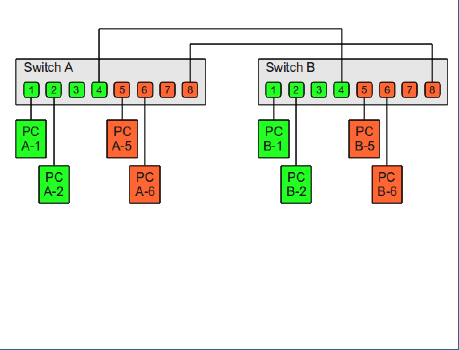 Switch A
Switch B
1 2 3 4 5 6 7 8
1 2 3 4 5 6 7 8
PC
A-1
PC
A-5
PC
B-1
PC
B-5
PC
A-2
PC
A-6
PC
B-2
PC
B-6